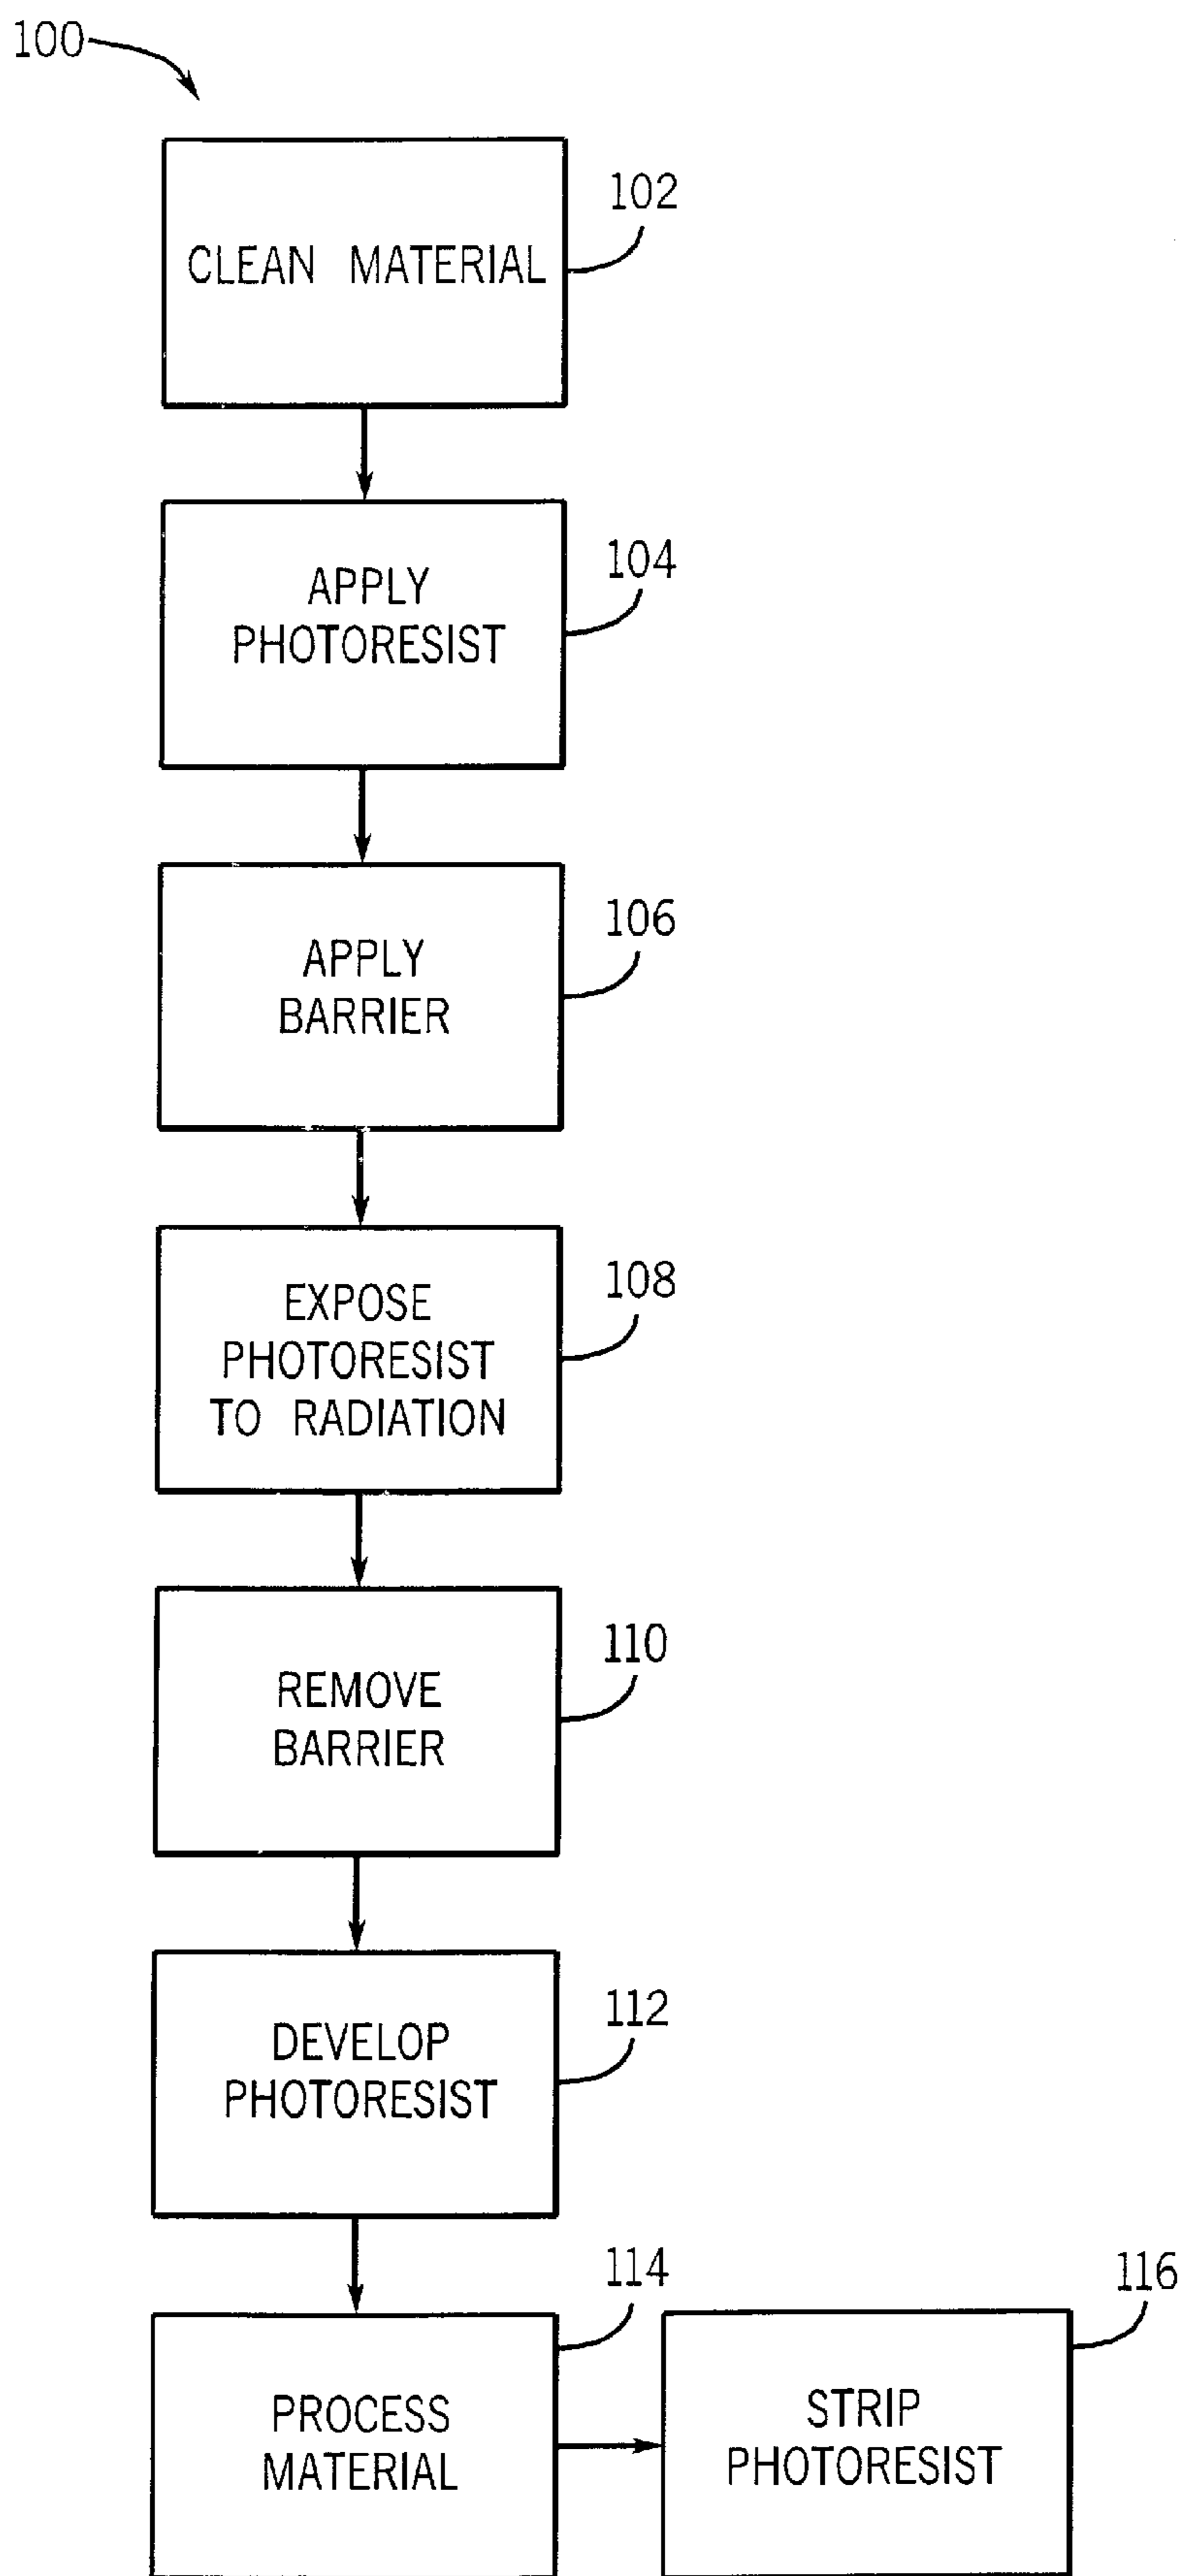 100
102
CLEAN MATERIAL
104
APPLY
PHOTORESIST
106
APPLY
BARRIER
108
EXPOSE
PHOTORESIST
TO RADIATION
110
REMOVE
BARRIER
112
DEVELOP
PHOTORESIST
114
PROCESS
MATERIAL
116
STRIP
PHOTORESIST